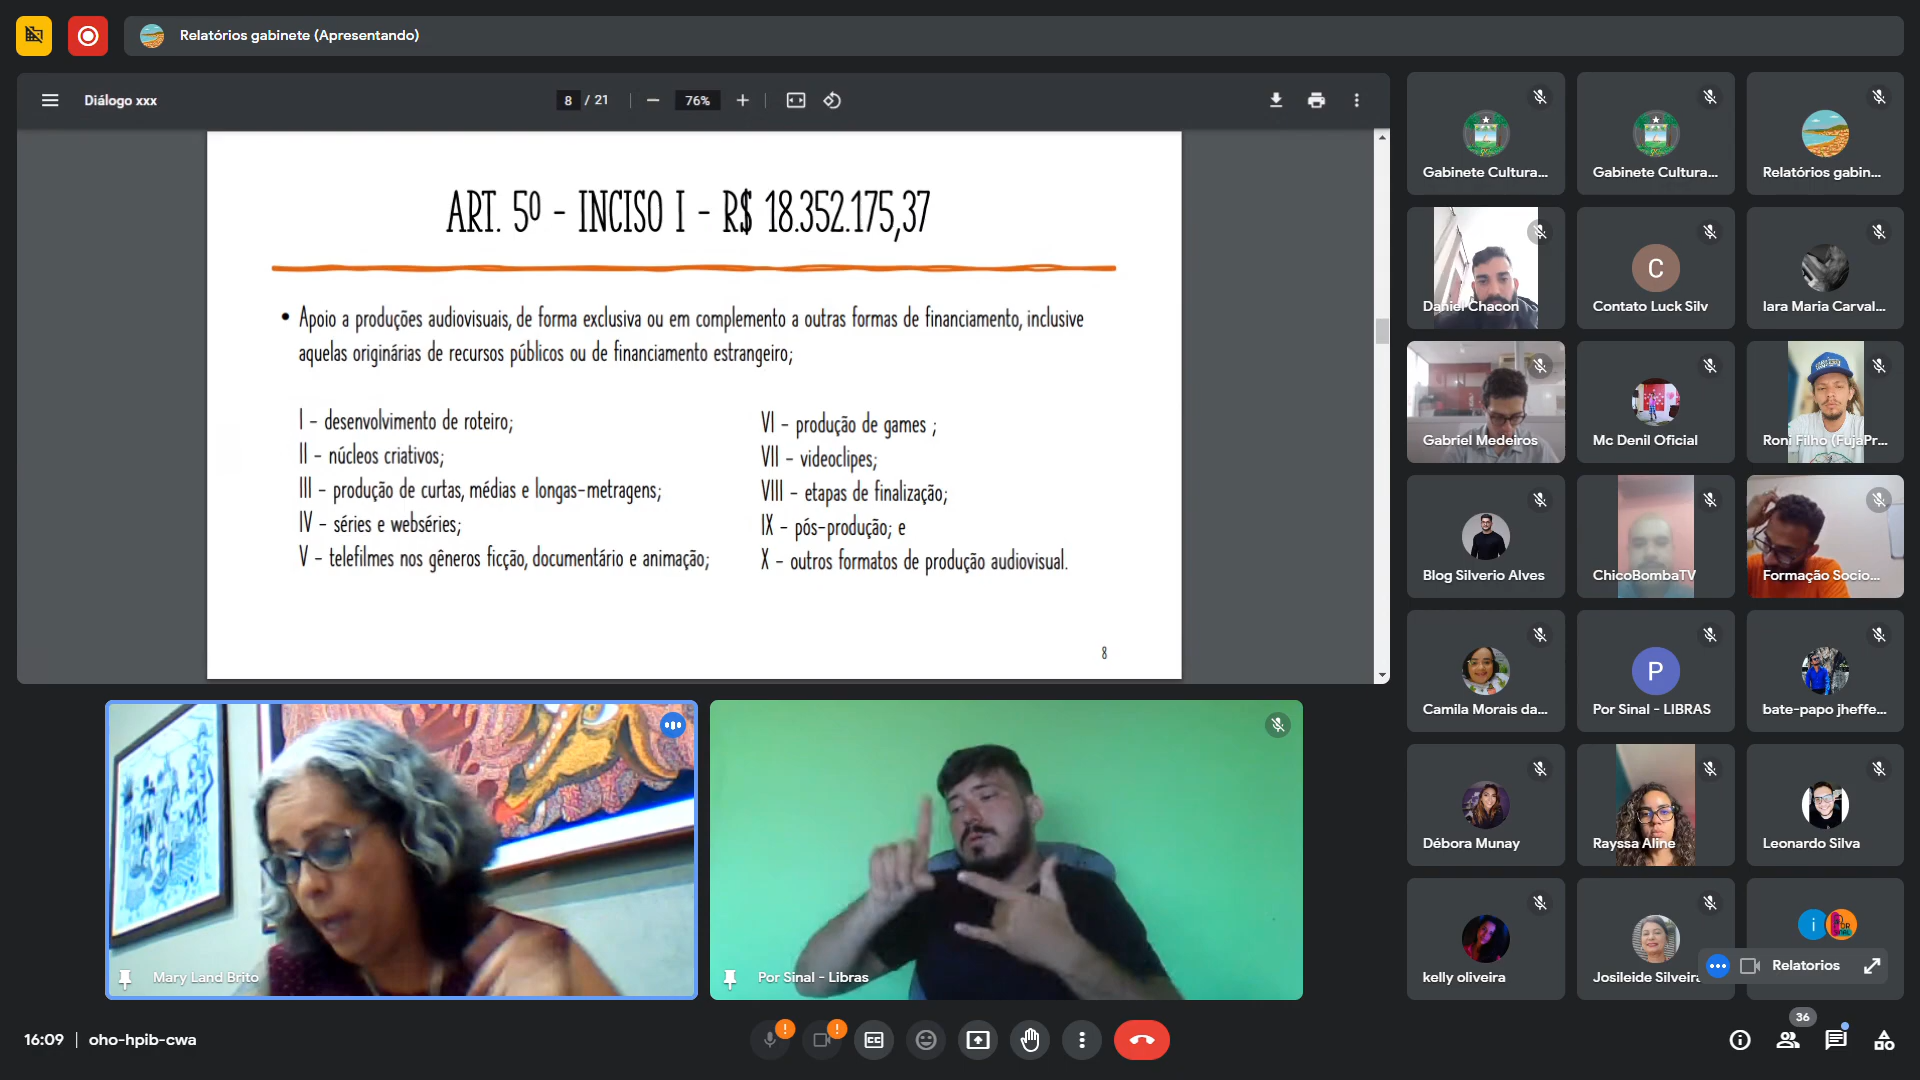 Relatórios gabinete (Apresentando)
Diálogo xxx
8 / 21
76%
ART. 5º - INCISO I - R$ 18.352.175,37
• Apoio a produções audiovisuais, de forma exclusiva ou em complemento a outras formas de financiamento, inclusive
aquelas originárias de recursos públicos ou de financiamento estrangeiro;
I - desenvolvimento de roteiro;
II - núcleos criativos;
III - produção de curtas, médias e longas-metragens;
IV - séries e webséries;
V - telefilmes nos gêneros ficção, documentário e animação;
VI - produção de games ;
VII - videoclipes;
VIII - etapas de finalização;
IX - pós-produção; e
X - outros formatos de produção audiovisual.
8
Mary Land Brito
Por Sinal - Libras
Gabinete Cultura...
Gabinete Cultura...
Relatórios gabin...
Daniel Chacon
C
Contato Luck Silv
Iara Maria Carval...
Gabriel Medeiros
Mc Denil Oficial
Roni Filho (FujaPr...
Blog Silverio Alves
ChicoBombaTV
Formação Socio...
Camila Morais da...
P
Por Sinal - LIBRAS
bate-papo jheffe...
Débora Munay
Rayssa Aline
Leonardo Silva
kelly oliveira
Josileide Silveira
i
Relatorios
16:09 | oho-hpib-cwa
36